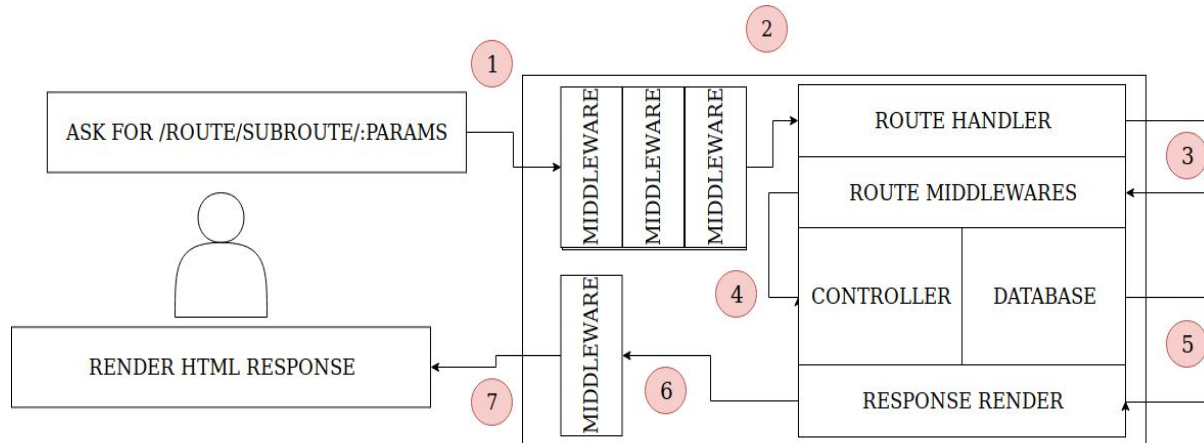 1
2
ASK FOR /ROUTE/SUBROUTE/:PARAMS
MIDDLEWARE
MIDDLEWARE
MIDDLEWARE
ROUTE HANDLER
3
ROUTE MIDDLEWARES
4
CONTROLLER
DATABASE
5
RENDER HTML RESPONSE
7
MIDDLEWARE
6
RESPONSE RENDER